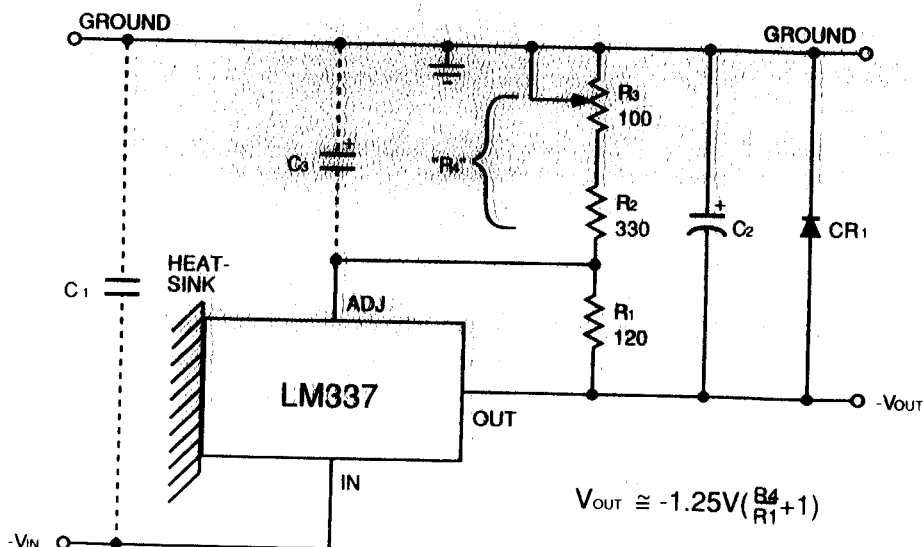 GROUND
GROUND
R3
100
C3
+
"R4"
R2
330
+
C2
CR1
HEAT-
SINK
C1
ADJ
R1
120
LM337
OUT
-VOUT
IN
VOUT ≅ -1.25V(R4/R1+1)
-VIN